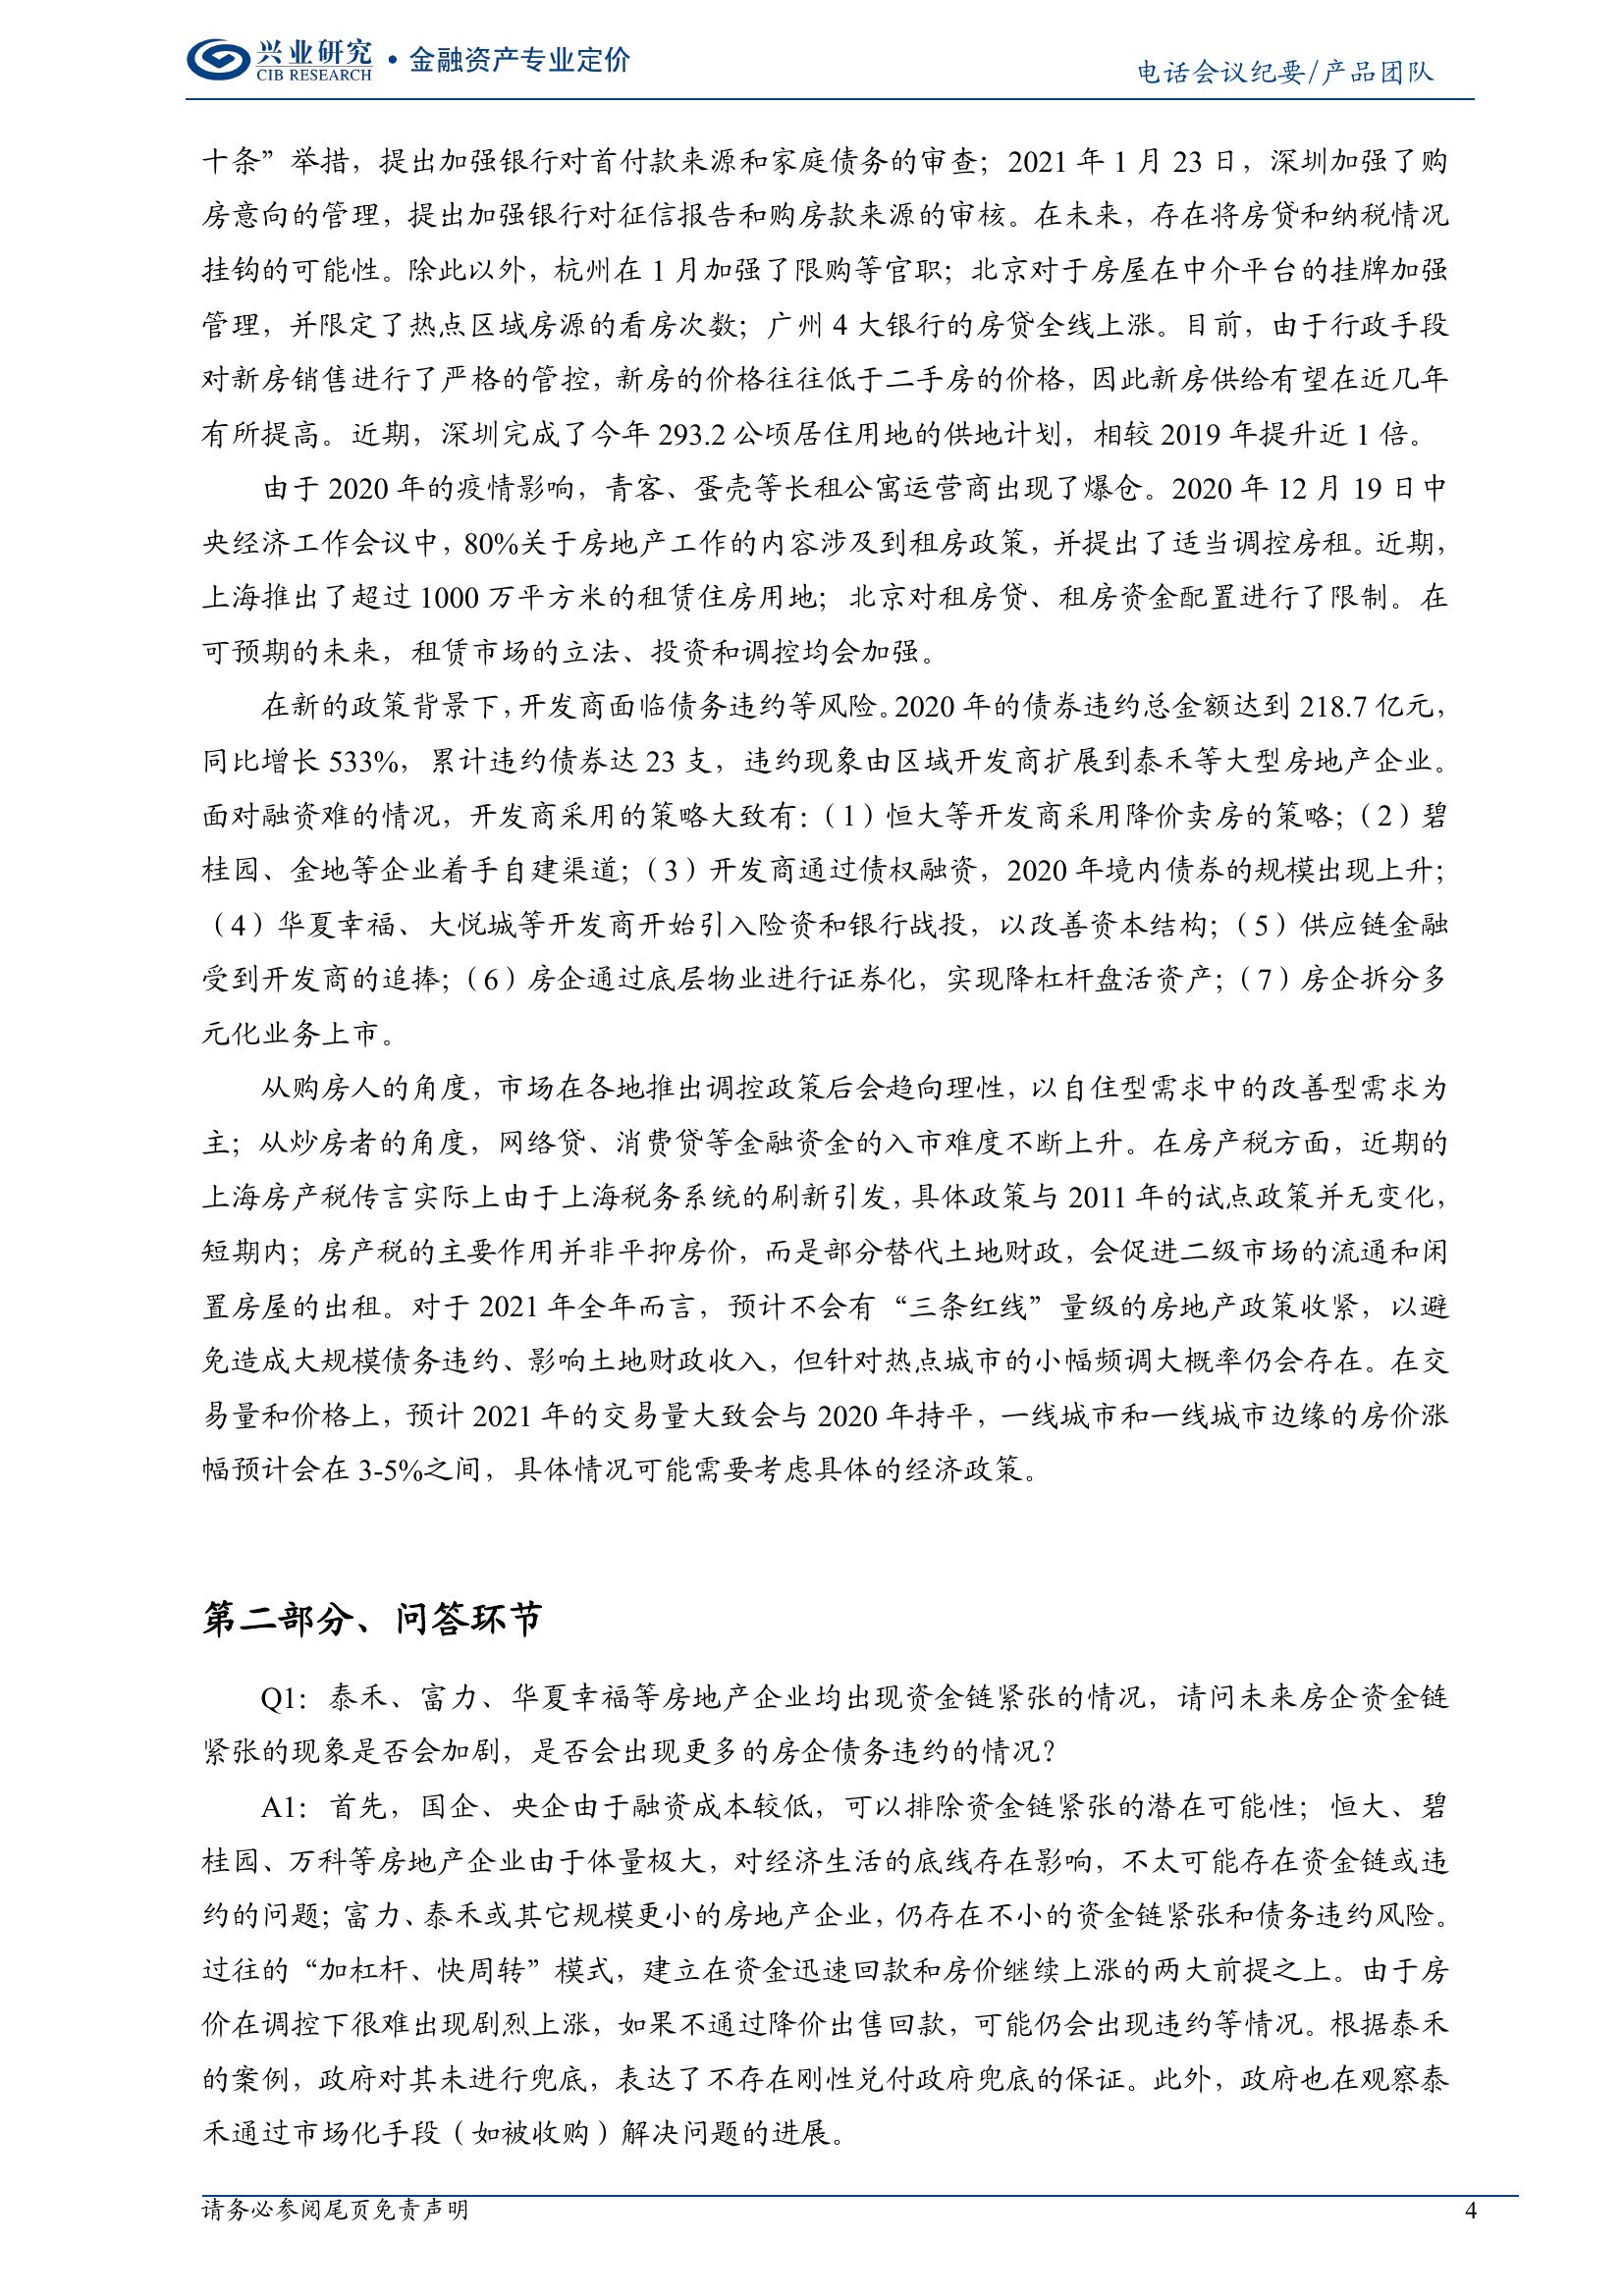 兴业研究
CIB RESEARCH
·金融资产专业定价
电话会议纪要/产品团队
十条”举措，提出加强银行对首付款来源和家庭债务的审查；2021 年 1 月 23 日，深圳加强了购
房意向的管理，提出加强银行对征信报告和购房款来源的审核。在未来，存在将房贷和纳税情况
挂钩的可能性。除此以外，杭州在 1 月加强了限购等官职；北京对于房屋在中介平台的挂牌加强
管理，并限定了热点区域房源的看房次数；广州 4 大银行的房贷全线上涨。目前，由于行政手段
对新房销售进行了严格的管控，新房的价格往往低于二手房的价格，因此新房供给有望在近几年
有所提高。近期，深圳完成了今年 293.2 公顷居住用地的供地计划，相较 2019 年提升近 1 倍。
由于 2020 年的疫情影响，青客、蛋壳等长租公寓运营商出现了爆仓。2020 年 12 月 19 日中
央经济工作会议中，80%关于房地产工作的内容涉及到租房政策，并提出了适当调控房租。近期，
上海推出了超过 1000 万平方米的租赁住房用地；北京对租房贷、租房资金配置进行了限制。在
可预期的未来，租赁市场的立法、投资和调控均会加强。
在新的政策背景下，开发商面临债务违约等风险。2020 年的债券违约总金额达到 218.7 亿元，
同比增长 533%，累计违约债券达 23 支，违约现象由区域开发商扩展到泰禾等大型房地产企业。
面对融资难的情况，开发商采用的策略大致有：（1）恒大等开发商采用降价卖房的策略；（2）碧
桂园、金地等企业着手自建渠道；（3）开发商通过债权融资，2020 年境内债券的规模出现上升；
（4）华夏幸福、大悦城等开发商开始引入险资和银行战投，以改善资本结构；（5）供应链金融
受到开发商的追捧；（6）房企通过底层物业进行证券化，实现降杠杆盘活资产；（7）房企拆分多
元化业务上市。
从购房人的角度，市场在各地推出调控政策后会趋向理性，以自住型需求中的改善型需求为
主；从炒房者的角度，网络贷、消费贷等金融资金的入市难度不断上升。在房产税方面，近期的
上海房产税传言实际上由于上海税务系统的刷新引发，具体政策与 2011 年的试点政策并无变化，
短期内；房产税的主要作用并非平抑房价，而是部分替代土地财政，会促进二级市场的流通和闲
置房屋的出租。对于 2021 年全年而言，预计不会有“三条红线”量级的房地产政策收紧，以避
免造成大规模债务违约、影响土地财政收入，但针对热点城市的小幅频调大概率仍会存在。在交
易量和价格上，预计 2021 年的交易量大致会与 2020 年持平，一线城市和一线城市边缘的房价涨
幅预计会在 3-5%之间，具体情况可能需要考虑具体的经济政策。
第二部分、问答环节
Q1：泰禾、富力、华夏幸福等房地产企业均出现资金链紧张的情况，请问未来房企资金链
紧张的现象是否会加剧，是否会出现更多的房企债务违约的情况？
A1：首先，国企、央企由于融资成本较低，可以排除资金链紧张的潜在可能性；恒大、碧
桂园、万科等房地产企业由于体量极大，对经济生活的底线存在影响，不太可能存在资金链或违
约的问题；富力、泰禾或其它规模更小的房地产企业，仍存在不小的资金链紧张和债务违约风险。
过往的“加杠杆、快周转”模式，建立在资金迅速回款和房价继续上涨的两大前提之上。由于房
价在调控下很难出现剧烈上涨，如果不通过降价出售回款，可能仍会出现违约等情况。根据泰禾
的案例，政府对其未进行兜底，表达了不存在刚性兑付政府兜底的保证。此外，政府也在观察泰
禾通过市场化手段（如被收购）解决问题的进展。
请务必参阅尾页免责声明
4